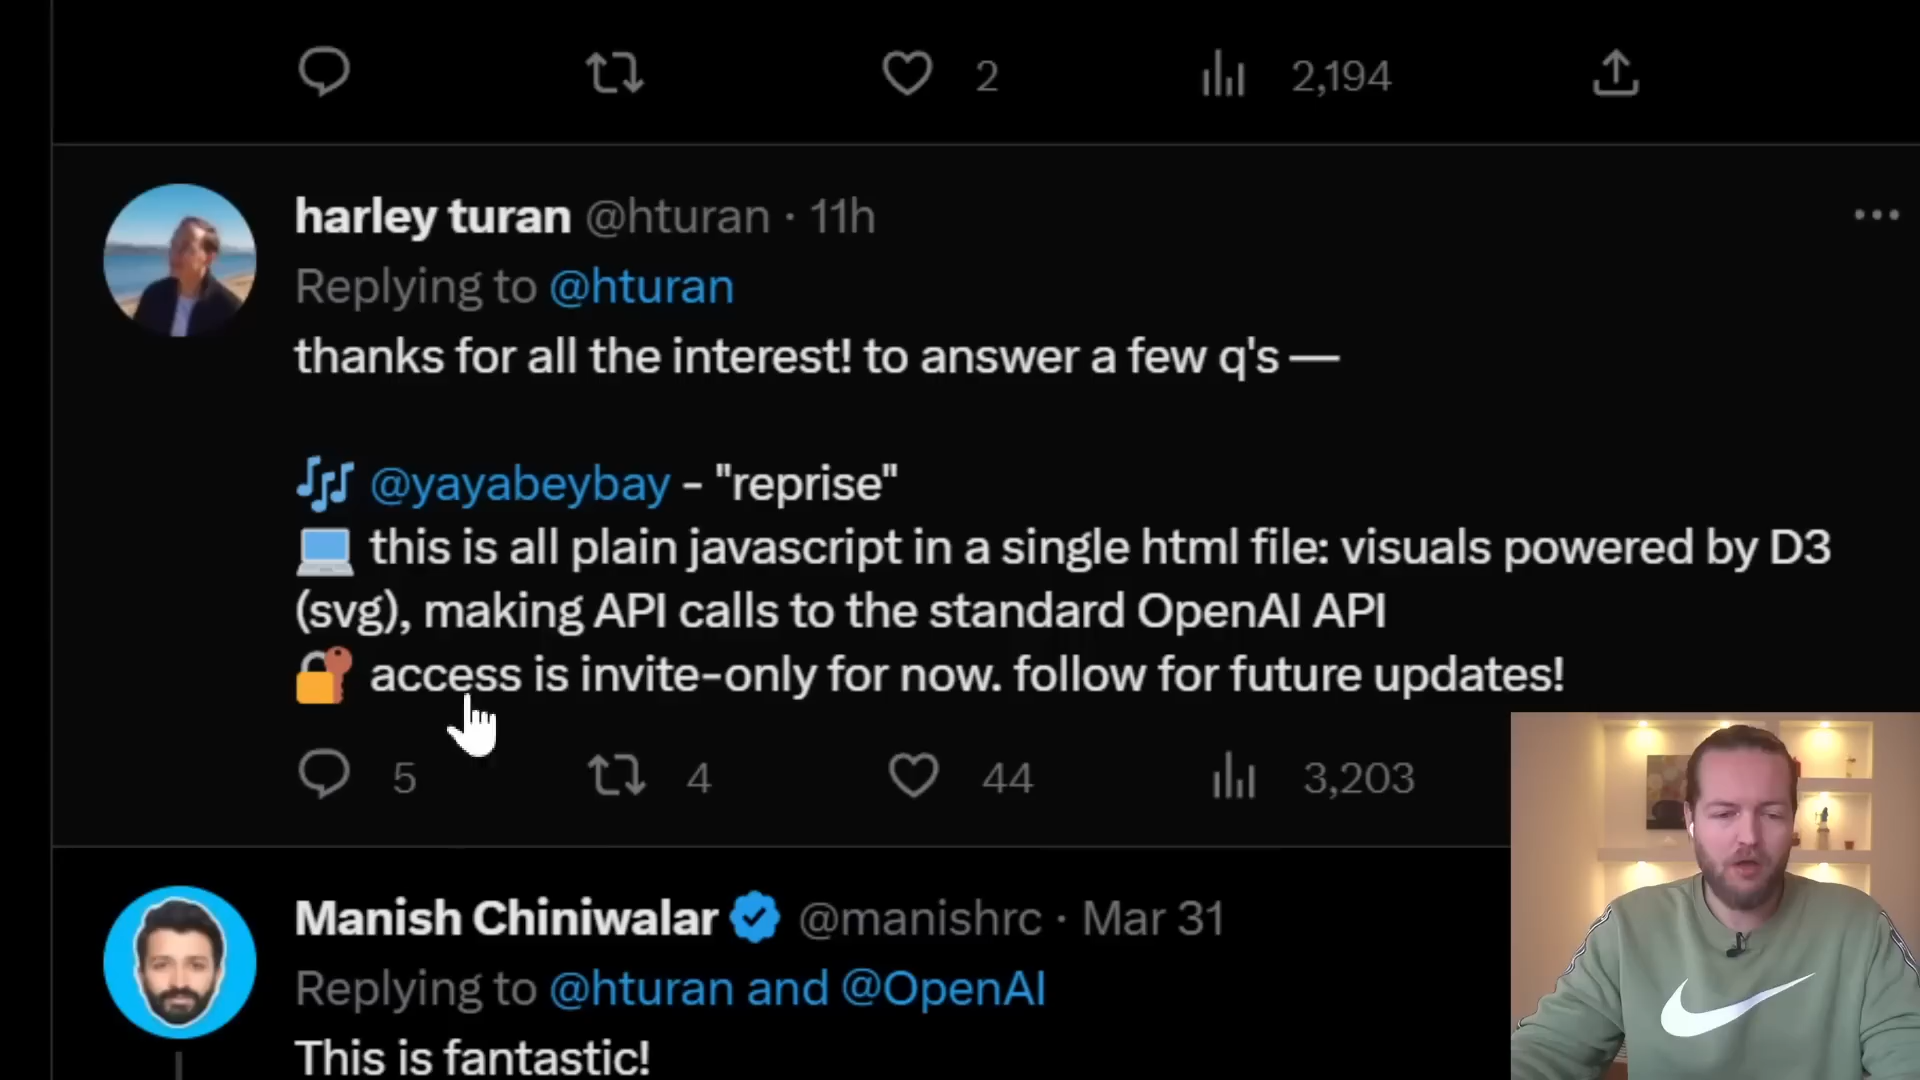 2 2,194
harley turan @hturan · 11h
Replying to @hturan
thanks for all the interest! to answer a few q's —
🎶 @yayabeybay - "reprise"
💻 this is all plain javascript in a single html file: visuals powered by D3
(svg), making API calls to the standard OpenAI API
🔐 access is invite-only for now. follow for future updates!
5 4 44 3,203
Manish Chiniwalar @manishrc · Mar 31
Replying to @hturan and @OpenAI
This is fantastic!